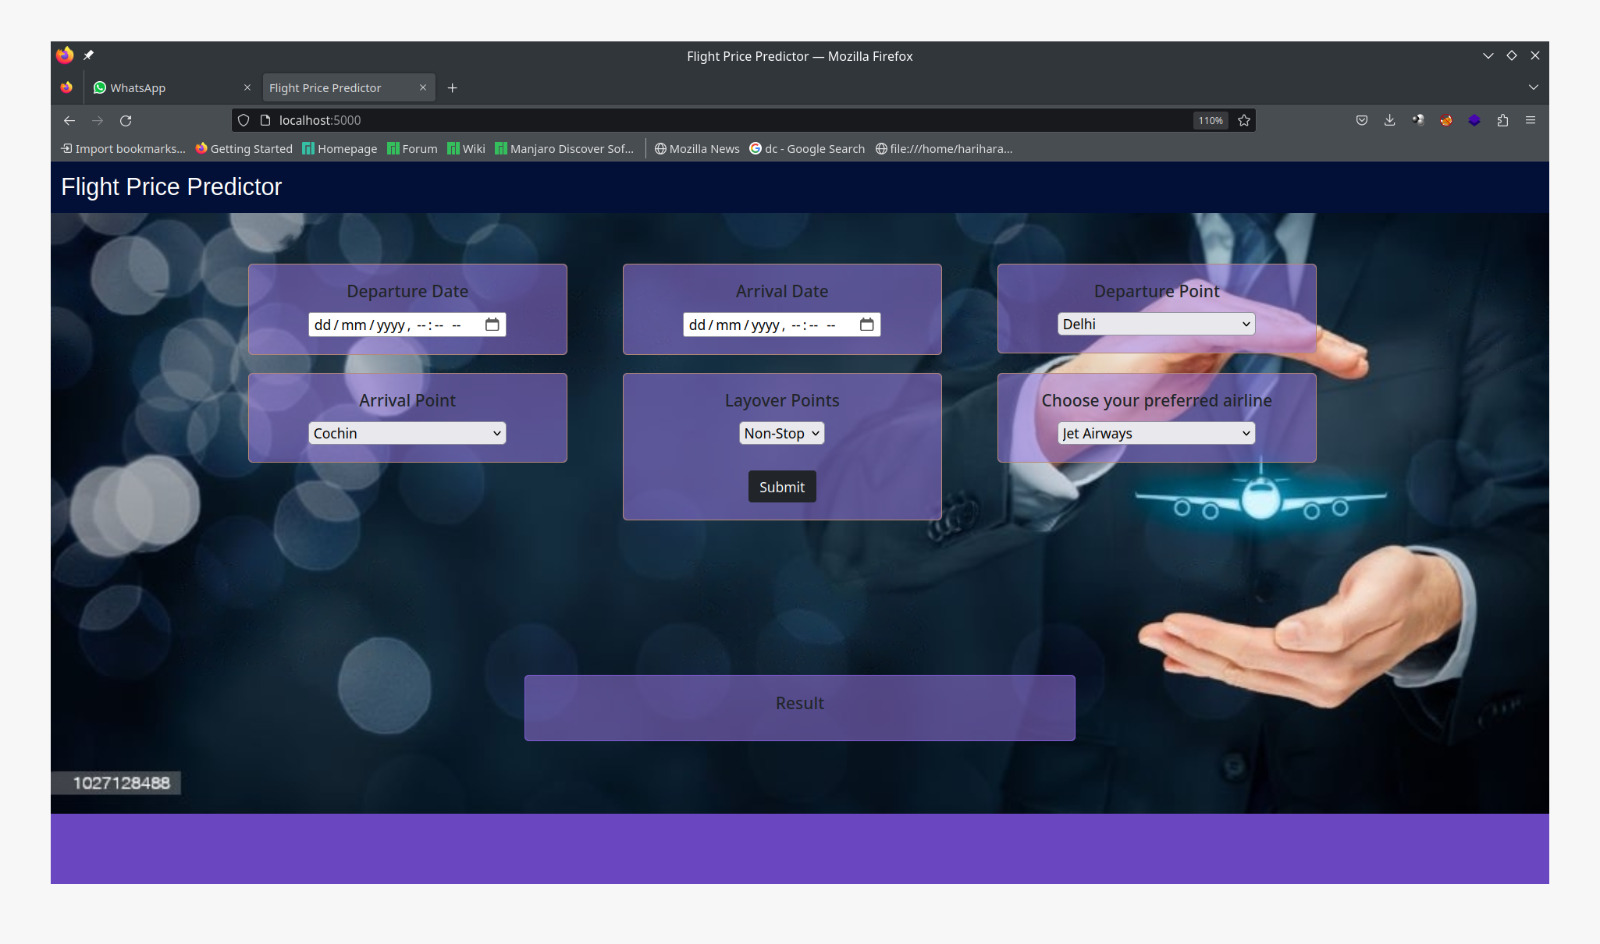 Flight Price Predictor — Mozilla Firefox
WhatsApp
Flight Price Predictor
localhost:5000
110%
Import bookmarks... Getting Started Homepage Forum Wiki Manjaro Discover Sof... Mozilla News dc - Google Search file:///home/harihara...
Flight Price Predictor
Departure Date
dd/mm/yyyy, --:-- --
Arrival Date
dd/mm/yyyy, --:-- --
Departure Point
Delhi
Arrival Point
Cochin
Layover Points
Non-Stop
Submit
Choose your preferred airline
Jet Airways
Result
1027128488